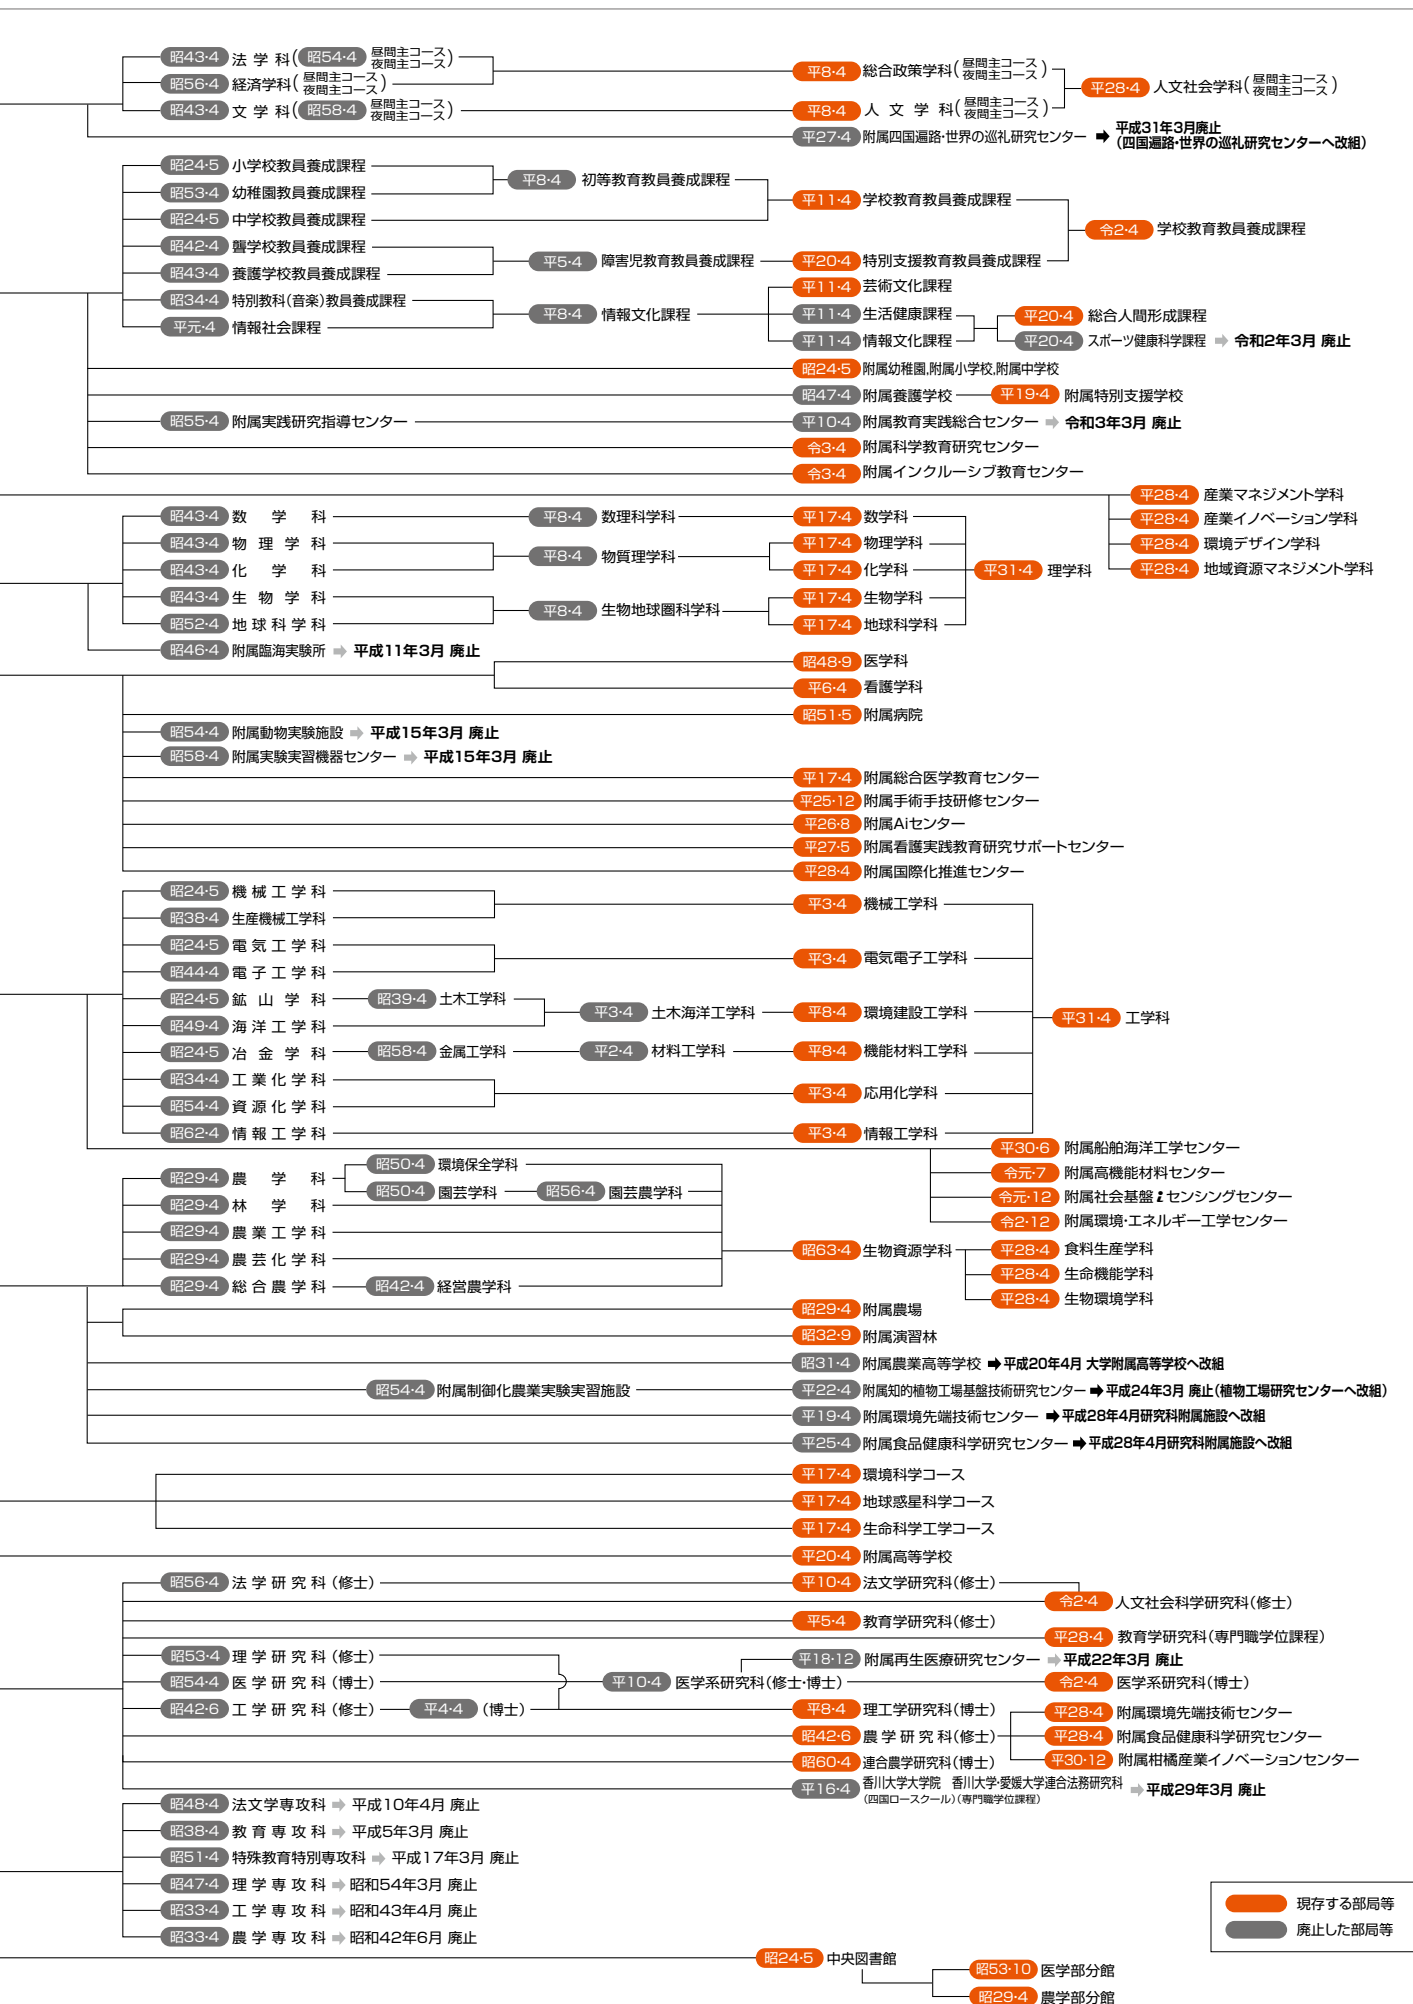 昭43·4 法学科(昭54·4 昼間主コース 夜間主コース)
昭56·4 経済学科(昼間主コース 夜間主コース)
平8·4 総合政策学科(昼間主コース 夜間主コース)
平28·4 人文社会学科(昼間主コース 夜間主コース)
昭43·4 文学科(昭58·4 昼間主コース 夜間主コース)
平8·4 人文学科(昼間主コース 夜間主コース)
平27·4 附属四国遍路・世界の巡礼研究センター ➡ 平成31年3月廃止
(四国遍路・世界の巡礼研究センターへ改組)
昭24·5 小学校教員養成課程
昭53·4 幼稚園教員養成課程
平8·4 初等教育教員養成課程
昭24·5 中学校教員養成課程
平11·4 学校教育教員養成課程
令2·4 学校教育教員養成課程
昭42·4 聾学校教員養成課程
昭43·4 養護学校教員養成課程
平5·4 障害児教育教員養成課程
平20·4 特別支援教育教員養成課程
昭34·4 特別教科(音楽)教員養成課程
平元·4 情報社会課程
平8·4 情報文化課程
平11·4 芸術文化課程
平11·4 生活健康課程
平11·4 情報文化課程
平20·4 総合人間形成課程
平20·4 スポーツ健康科学課程 ➡ 令和2年3月 廃止
昭24·5 附属幼稚園,附属小学校,附属中学校
昭47·4 附属養護学校
平19·4 附属特別支援学校
昭55·4 附属実践研究指導センター
平10·4 附属教育実践総合センター ➡ 令和3年3月 廃止
令3·4 附属科学教育研究センター
令3·4 附属インクルーシブ教育センター
平28·4 産業マネジメント学科
平28·4 産業イノベーション学科
平28·4 環境デザイン学科
平28·4 地域資源マネジメント学科
昭43·4 数学科
平8·4 数理科学科
平17·4 数学科
昭43·4 物理学科
昭43·4 化学科
平8·4 物質理学科
平17·4 物理学科
平17·4 化学科
平31·4 理学科
昭43·4 生物学科
昭52·4 地球科学科
平8·4 生物地球圏科学科
平17·4 生物学科
平17·4 地球科学科
昭46·4 附属臨海実験所 ➡ 平成11年3月 廃止
昭48·9 医学科
平6·4 看護学科
昭51·5 附属病院
昭54·4 附属動物実験施設 ➡ 平成15年3月 廃止
昭58·4 附属実験実習機器センター ➡ 平成15年3月 廃止
平17·4 附属総合医学教育センター
平25·12 附属手術手技研修センター
平26·8 附属Aiセンター
平27·5 附属看護実践教育研究サポートセンター
平28·4 附属国際化推進センター
昭24·5 機械工学科
昭38·4 生産機械工学科
平3·4 機械工学科
昭24·5 電気工学科
昭44·4 電子工学科
平3·4 電気電子工学科
昭24·5 鉱山学科
昭39·4 土木工学科
昭49·4 海洋工学科
平3·4 土木海洋工学科
平8·4 環境建設工学科
平31·4 工学科
昭24·5 冶金学科
昭58·4 金属工学科
平2·4 材料工学科
平8·4 機能材料工学科
昭34·4 工業化学科
昭54·4 資源化学科
平3·4 応用化学科
昭62·4 情報工学科
平3·4 情報工学科
平30·6 附属船舶海洋工学センター
令元·7 附属高機能材料センター
令元·12 附属社会基盤iセンシングセンター
令2·12 附属環境・エネルギー工学センター
昭29·4 農学科
昭50·4 環境保全学科
昭50·4 園芸学科
昭56·4 園芸農学科
昭29·4 林学科
昭29·4 農業工学科
昭29·4 農芸化学科
昭29·4 総合農学科
昭42·4 経営農学科
昭63·4 生物資源学科
平28·4 食料生産学科
平28·4 生命機能学科
平28·4 生物環境学科
昭29·4 附属農場
昭32·9 附属演習林
昭31·4 附属農業高等学校 ➡平成20年4月 大学附属高等学校へ改組
昭54·4 附属制御化農業実験実習施設
平22·4 附属知的植物工場基盤技術研究センター ➡平成24年3月 廃止(植物工場研究センターへ改組)
平19·4 附属環境先端技術センター ➡平成28年4月研究科附属施設へ改組
平25·4 附属食品健康科学研究センター ➡平成28年4月研究科附属施設へ改組
平17·4 環境科学コース
平17·4 地球惑星科学コース
平17·4 生命科学工学コース
平20·4 附属高等学校
昭56·4 法学研究科(修士)
平10·4 法文学研究科(修士)
令2·4 人文社会科学研究科(修士)
平5·4 教育学研究科(修士)
平28·4 教育学研究科(専門職学位課程)
昭53·4 理学研究科(修士)
平18·12 附属再生医療研究センター ➡平成22年3月 廃止
昭54·4 医学研究科(博士)
平10·4 医学系研究科(修士・博士)
令2·4 医学系研究科(博士)
昭42·6 工学研究科(修士)
平4·4 (博士)
平8·4 理工学研究科(博士)
昭42·6 農学研究科(修士)
平28·4 附属環境先端技術センター
平28·4 附属食品健康科学研究センター
平30·12 附属柑橘産業イノベーションセンター
昭60·4 連合農学研究科(博士)
平16·4 香川大学大学院 香川大学・愛媛大学連合法務研究科 ➡平成29年3月 廃止
(四国ロースクール)(専門職学位課程)
昭48·4 法文学専攻科 ➡ 平成10年4月 廃止
昭38·4 教育専攻科 ➡ 平成5年3月 廃止
昭51·4 特殊教育特別専攻科 ➡ 平成17年3月 廃止
昭47·4 理学専攻科 ➡昭和54年3月 廃止
昭33·4 工学専攻科 ➡昭和43年4月 廃止
昭33·4 農学専攻科 ➡昭和42年6月 廃止
現存する部局等
廃止した部局等
昭24·5 中央図書館
昭53·10 医学部分館
昭29·4 農学部分館